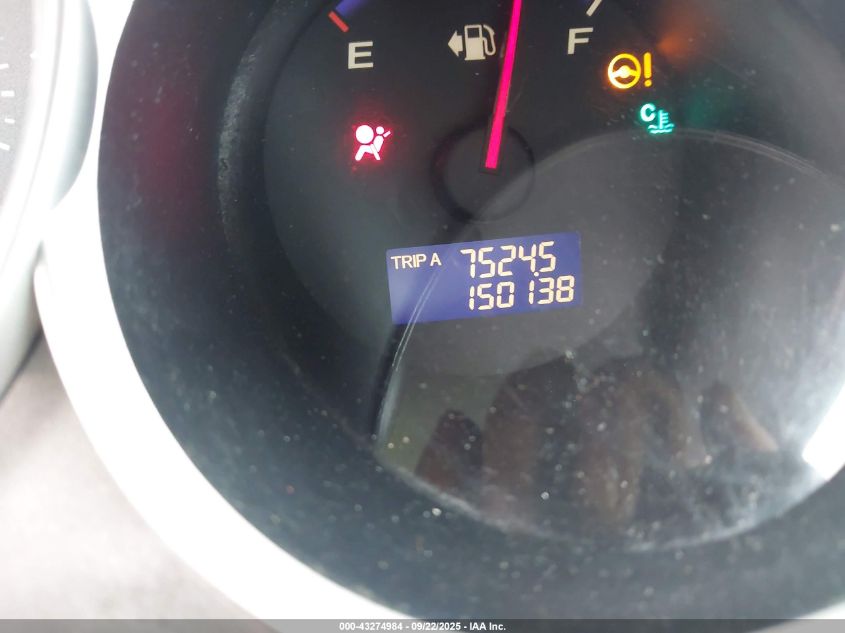 E F
C
TRIP A 7524.5
150138
000-43274984 - 09/22/2025 - IAA Inc.